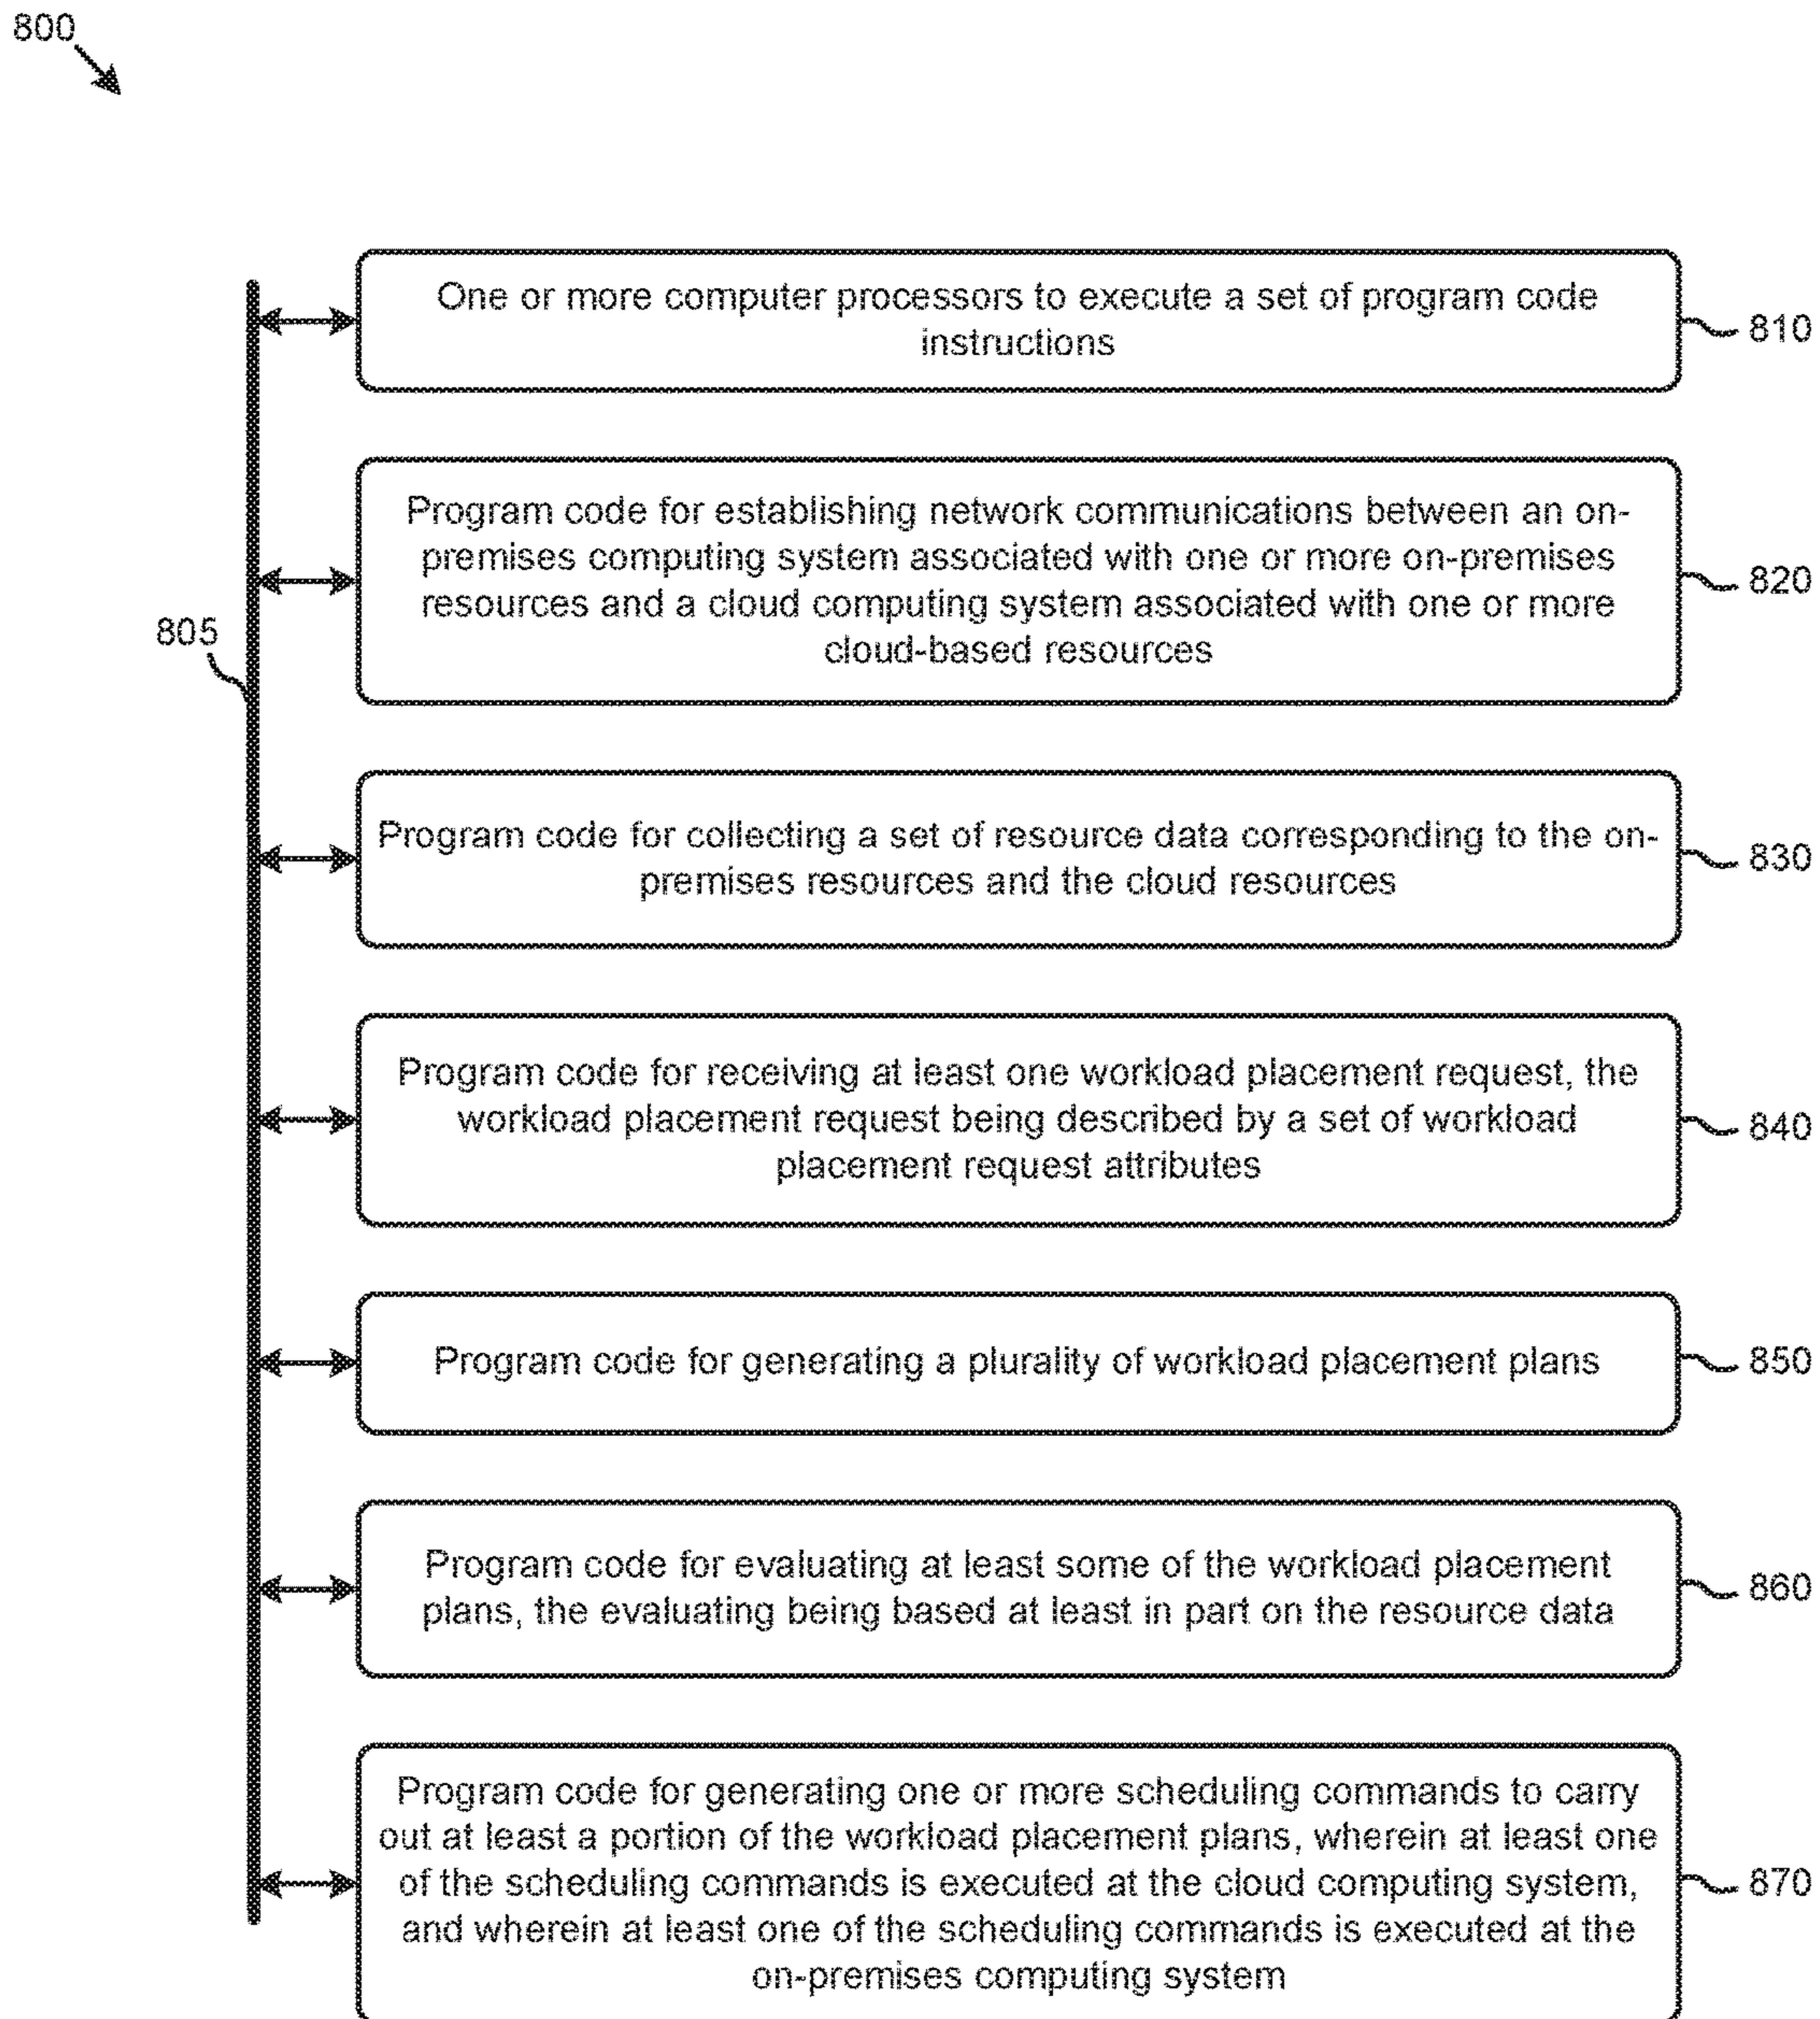 800
One or more computer processors to execute a set of program code
instructions
810
Program code for establishing network communications between an on-
premises computing system associated with one or more on-premises
resources and a cloud computing system associated with one or more
cloud-based resources
820
805
Program code for collecting a set of resource data corresponding to the on-
premises resources and the cloud resources
830
Program code for receiving at least one workload placement request, the
workload placement request being described by a set of workload
placement request attributes
840
Program code for generating a plurality of workload placement plans
850
Program code for evaluating at least some of the workload placement
plans, the evaluating being based at least in part on the resource data
860
Program code for generating one or more scheduling commands to carry
out at least a portion of the workload placement plans, wherein at least one
of the scheduling commands is executed at the cloud computing system,
and wherein at least one of the scheduling commands is executed at the
on-premises computing system
870